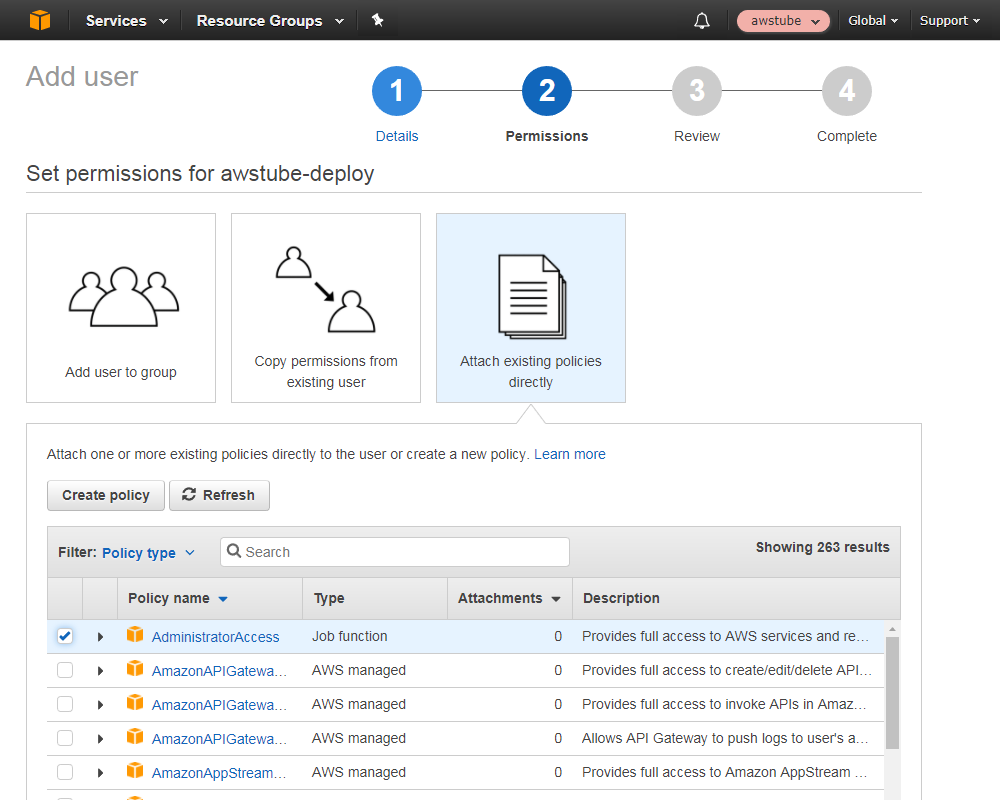 Services Resource Groups awstube Global Support
Add user
1 2 3 4
Details Permissions Review Complete
Set permissions for awstube-deploy
Add user to group
Copy permissions from
existing user
Attach existing policies
directly
Attach one or more existing policies directly to the user or create a new policy. Learn more
Create policy Refresh
Filter: Policy type Search Showing 263 results
Policy name Type Attachments Description
AdministratorAccess Job function 0 Provides full access to AWS services and re...
AmazonAPIGatewa... AWS managed 0 Provides full access to create/edit/delete API...
AmazonAPIGatewa... AWS managed 0 Provides full access to invoke APIs in Amaz...
AmazonAPIGatewa... AWS managed 0 Allows API Gateway to push logs to user's a...
AmazonAppStream... AWS managed 0 Provides full access to Amazon AppStream ...